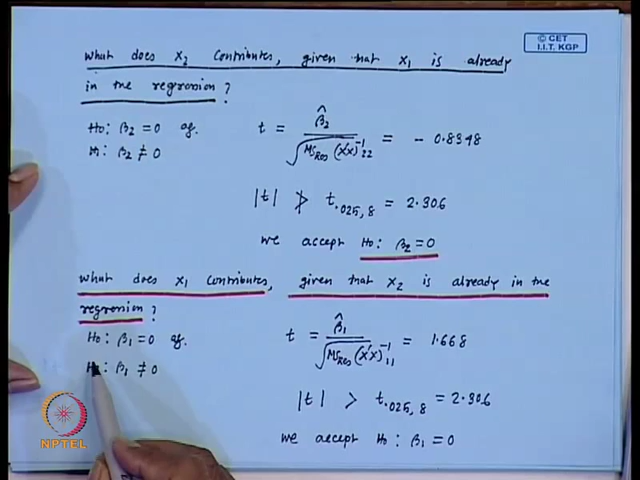 © CET
I.I.T. KGP
What does X₂ Contributes, given that X₁ is already
in the regression ?
H₀: β₂ = 0 ag.
H₁: β₂ ≠ 0
t = β̂₂ / √(MS_Res (X'X)⁻¹₂₂) = - 0.8348
|t| ≯ t.025,8 = 2.306
we accept H₀: β₂ = 0
What does X₁ Contributes, given that X₂ is already in the
regression ?
H₀: β₁ = 0 ag.
H₁: β₁ ≠ 0
t = β̂₁ / √(MS_Res (X'X)⁻¹₁₁) = 1.668
|t| > t.025,8 = 2.306
we accept H₀ : β₁ = 0
NPTEL